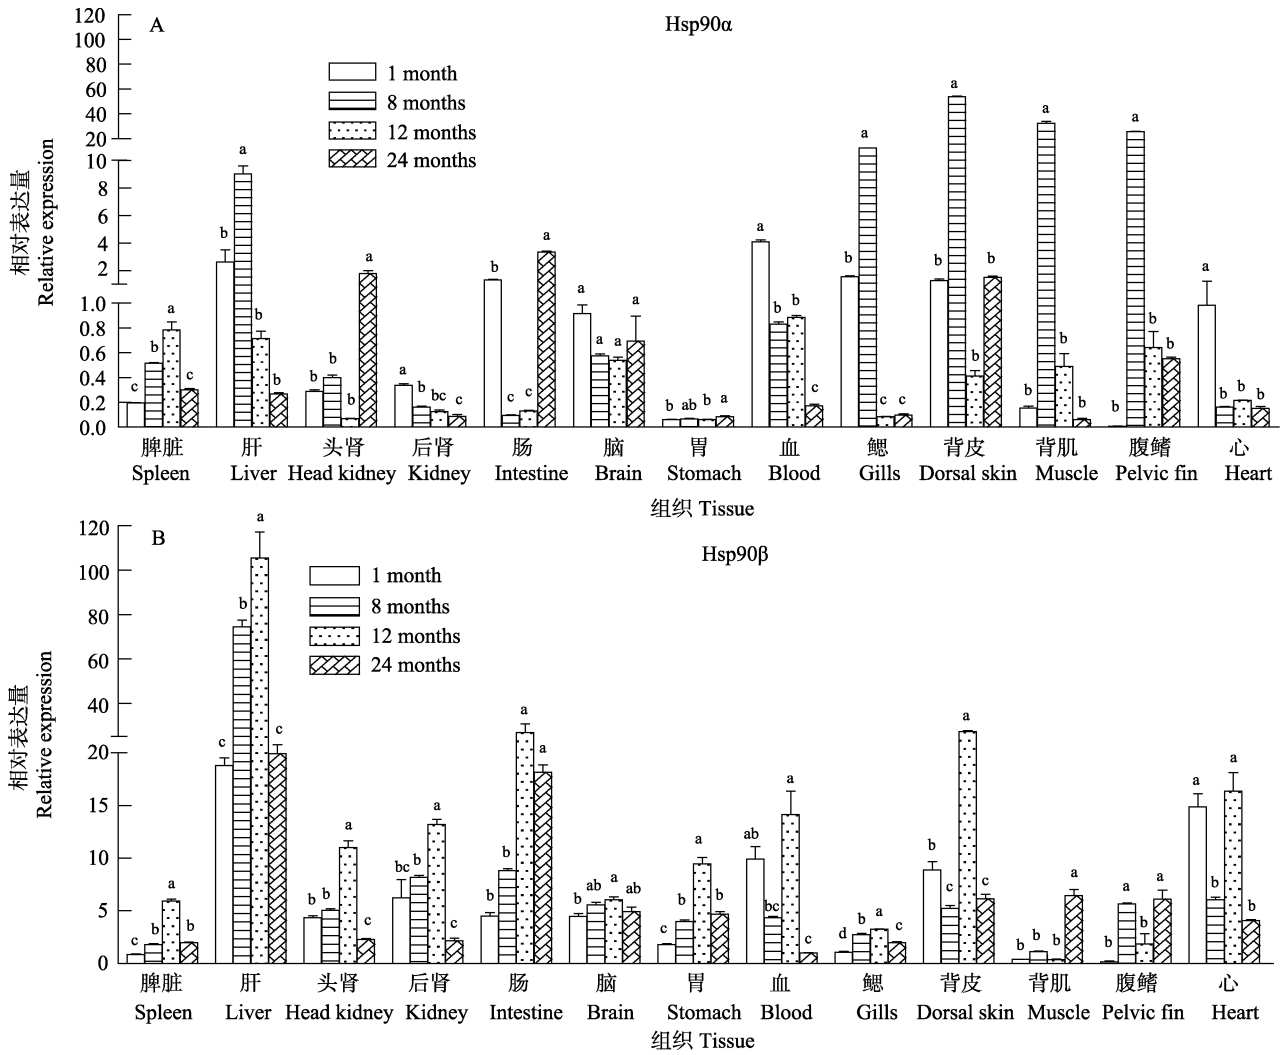 A
Hsp90α
120
100
80
60
40
20
10
8
6
4
2
1.0
0.8
0.6
0.4
0.2
0.0
相对表达量
Relative expression
1 month
8 months
12 months
24 months
c b a c
b a b b
b b b a
a b bc c
b c c a
a a a a
b ab b a
a b b c
b a c c
b a b b
b a b b
b a b b
a b b b
脾脏 肝 头肾 后肾 肠 脑 胃 血 鳃 背皮 背肌 腹鳍 心
Spleen Liver Head kidney Kidney Intestine Brain Stomach Blood Gills Dorsal skin Muscle Pelvic fin Heart
组织 Tissue
B
Hsp90β
120
100
80
60
40
20
15
10
5
0
相对表达量
Relative expression
1 month
8 months
12 months
24 months
c b a b
c b a c
b b a c
bc b a c
b b a a
b ab a ab
c b a b
ab bc a c
d b a c
b c a c
b b b a
b a b a
a b a b
脾脏 肝 头肾 后肾 肠 脑 胃 血 鳃 背皮 背肌 腹鳍 心
Spleen Liver Head kidney Kidney Intestine Brain Stomach Blood Gills Dorsal skin Muscle Pelvic fin Heart
组织 Tissue